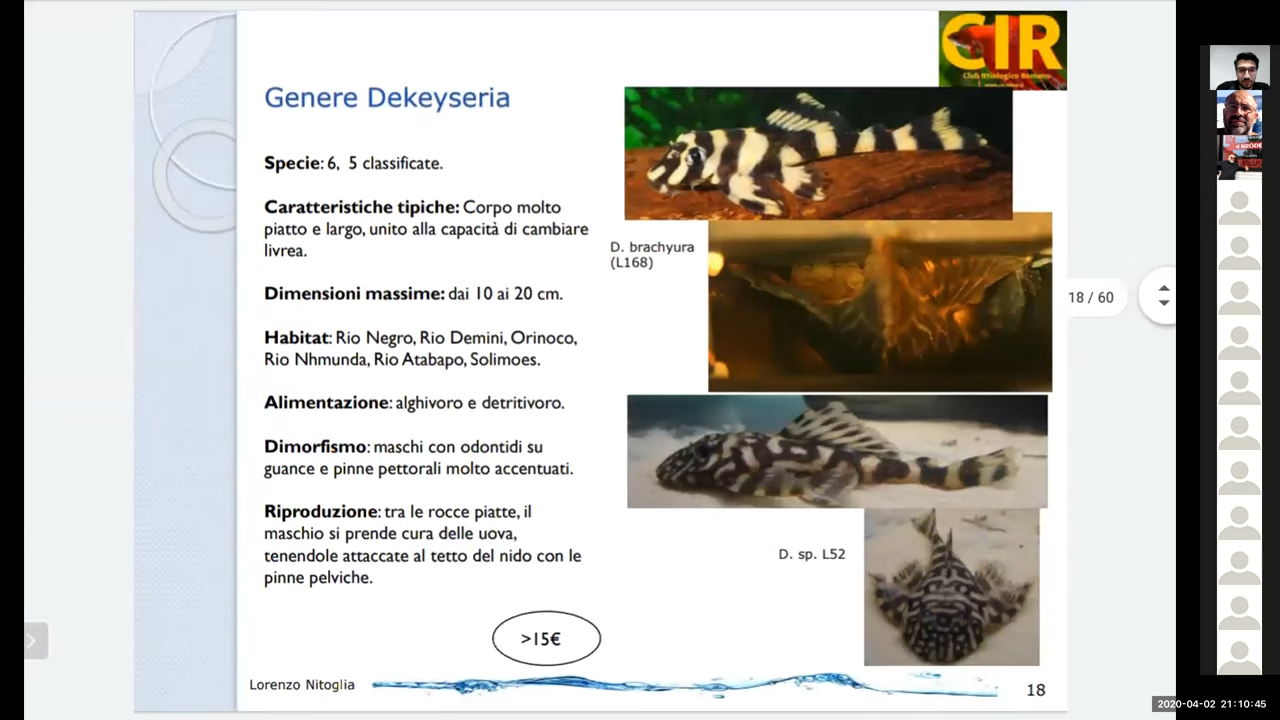 CIR
Club Ittiologico Romano
Genere Dekeyseria
Specie: 6, 5 classificate.
Caratteristiche tipiche: Corpo molto
piatto e largo, unito alla capacità di cambiare
livrea.
Dimensioni massime: dai 10 ai 20 cm.
Habitat: Rio Negro, Rio Demini, Orinoco,
Rio Nhmunda, Rio Atabapo, Solimoes.
Alimentazione: alghivoro e detritivoro.
Dimorfismo: maschi con odontidi su
guance e pinne pettorali molto accentuati.
Riproduzione: tra le rocce piatte, il
maschio si prende cura delle uova,
tenendole attaccate al tetto del nido con le
pinne pelviche.
>15€
D. brachyura
(L168)
D. sp. L52
Lorenzo Nitoglia
18
18 / 60
2020-04-02 21:10:45